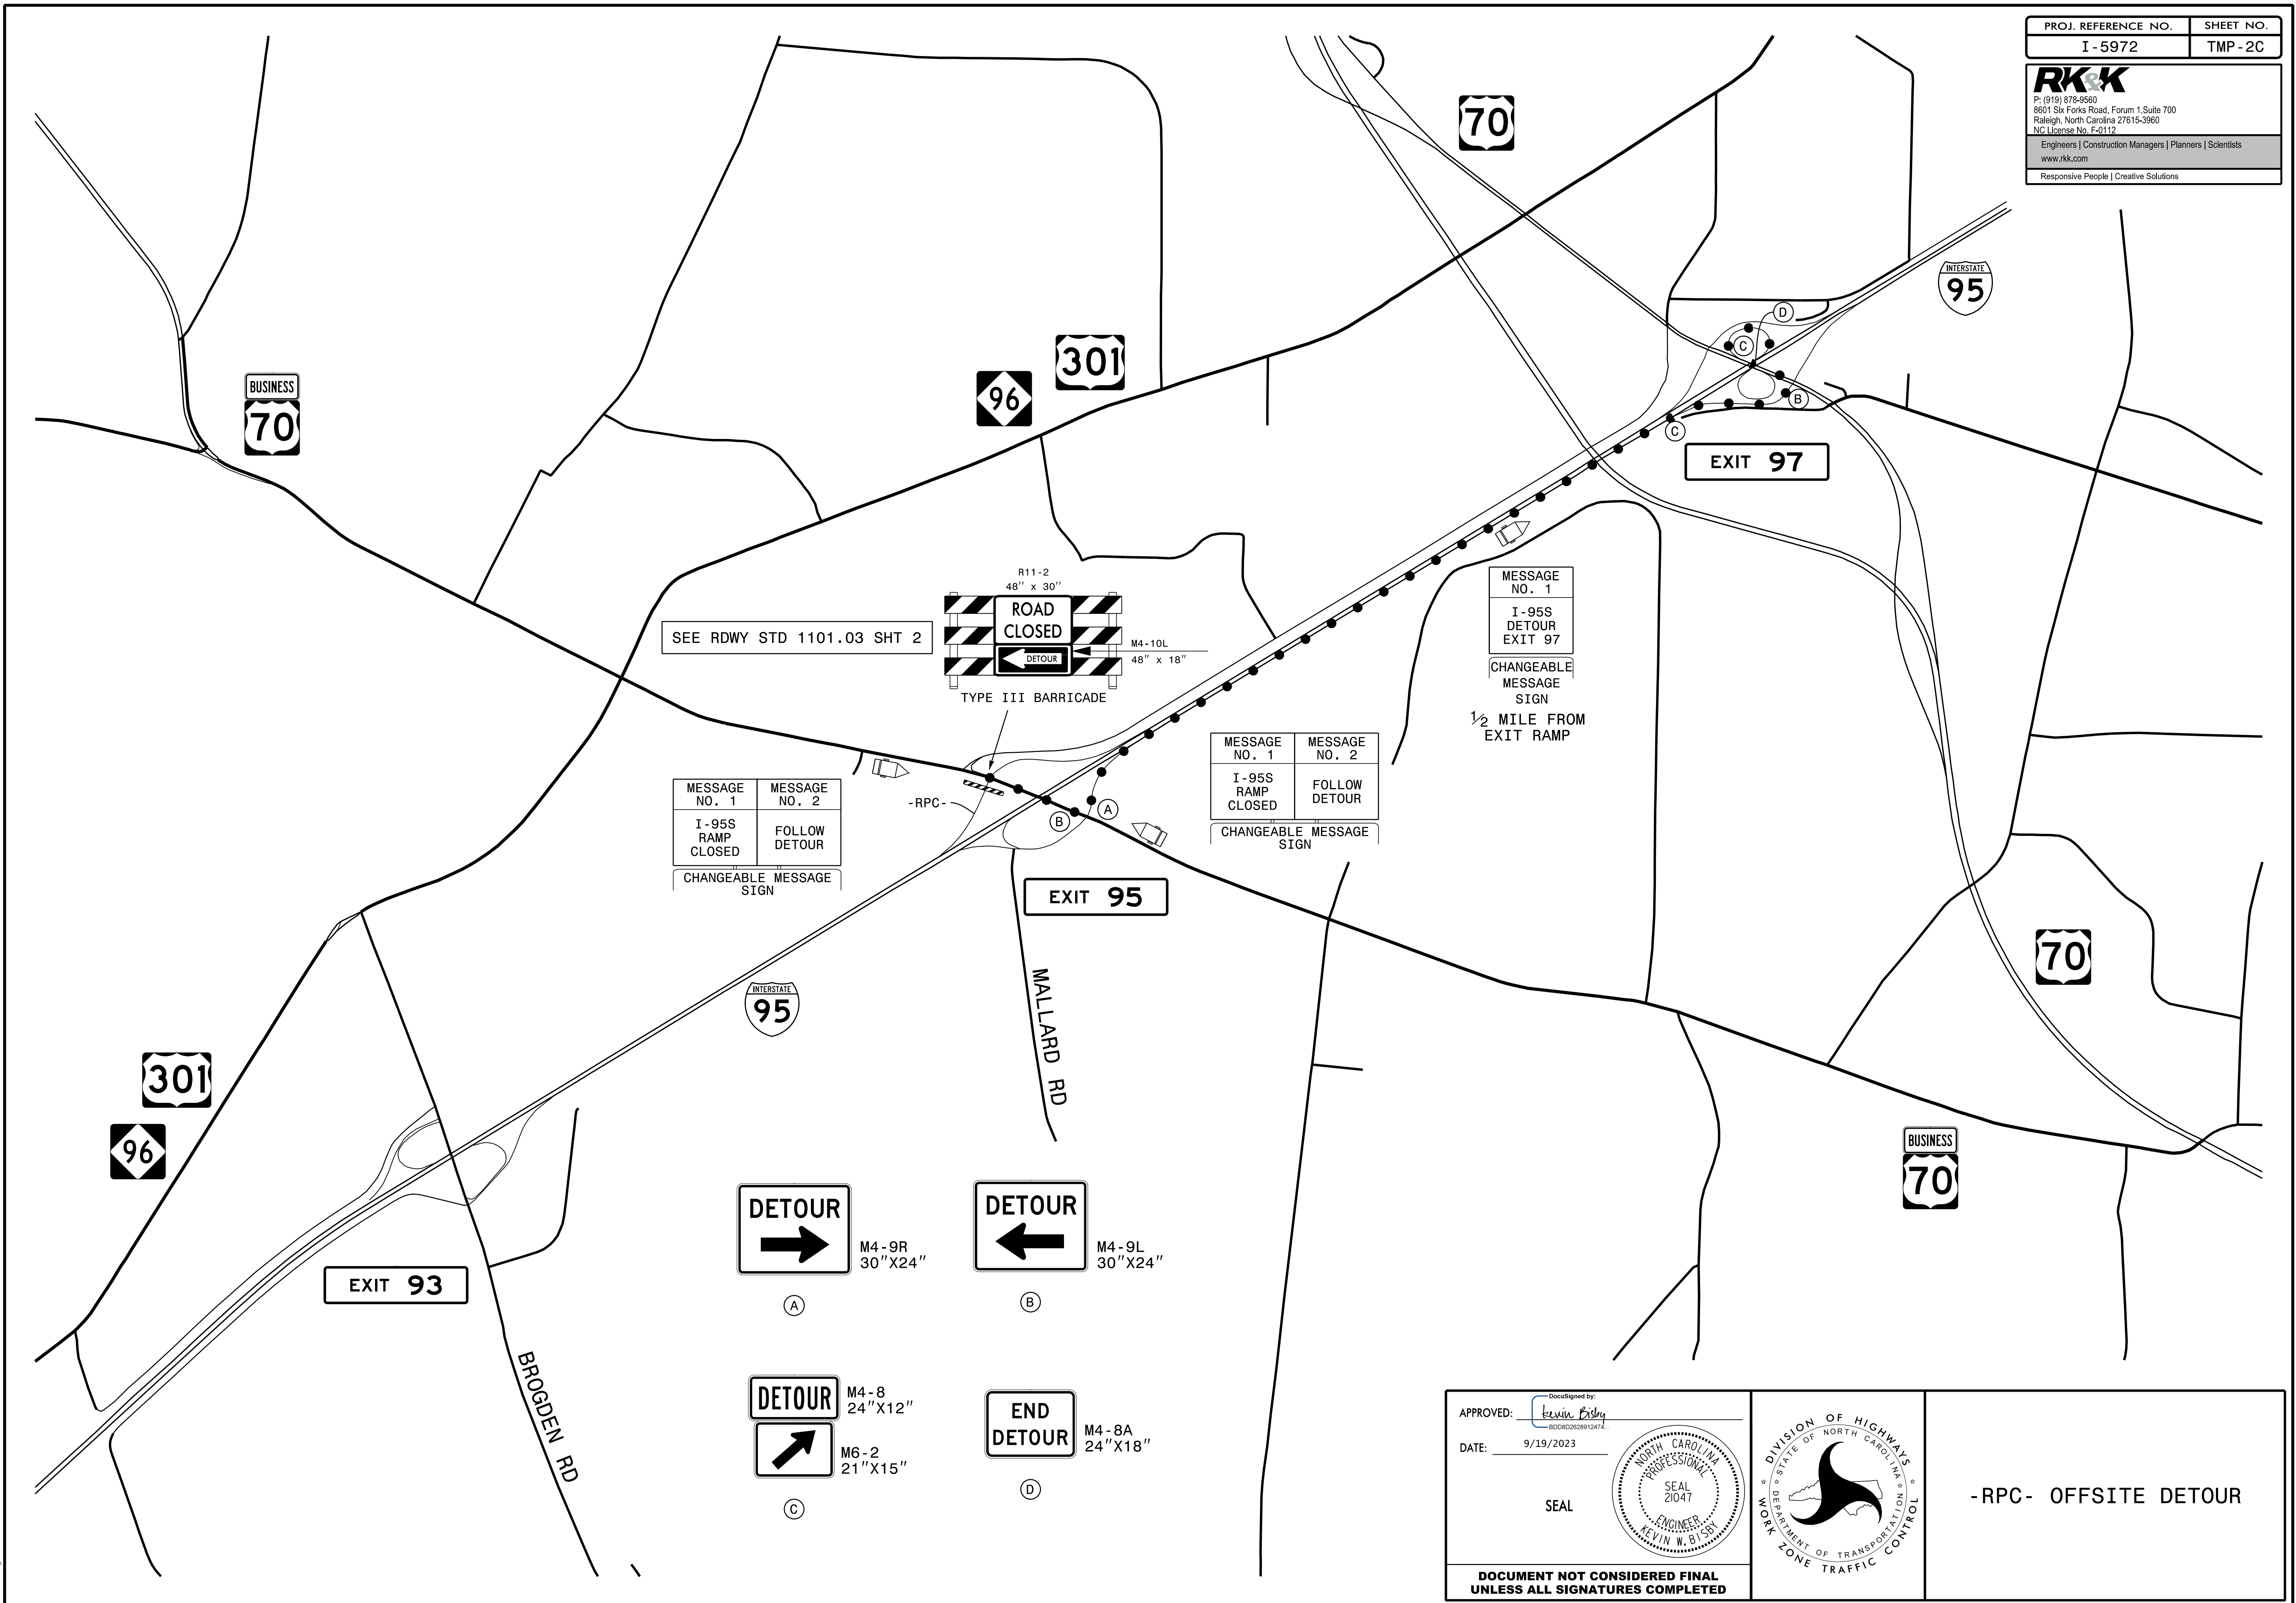 PROJ. REFERENCE NO. SHEET NO.
I-5972 TMP-2C
RK&K
P: (919) 878-9560
8601 Six Forks Road, Forum 1,Suite 700
Raleigh, North Carolina 27615-3960
NC License No. F-0112
Engineers | Construction Managers | Planners | Scientists
www.rkk.com
Responsive People | Creative Solutions
70
INTERSTATE
95
D
C
B
C
EXIT 97
301
96
BUSINESS
70
R11-2
48" x 30"
ROAD
CLOSED
DETOUR
M4-10L
48" x 18"
TYPE III BARRICADE
SEE RDWY STD 1101.03 SHT 2
MESSAGE
NO. 1
I-95S
DETOUR
EXIT 97
CHANGEABLE
MESSAGE
SIGN
1/2 MILE FROM
EXIT RAMP
MESSAGE NO. 1 MESSAGE NO. 2
I-95S
RAMP
CLOSED
FOLLOW
DETOUR
CHANGEABLE MESSAGE
SIGN
MESSAGE NO. 1 MESSAGE NO. 2
I-95S
RAMP
CLOSED
FOLLOW
DETOUR
CHANGEABLE MESSAGE
SIGN
-RPC-
A
B
EXIT 95
MALLARD RD
INTERSTATE
95
70
301
96
BUSINESS
70
EXIT 93
BROGDEN RD
DETOUR
M4-9R
30"X24"
A
DETOUR
M4-9L
30"X24"
B
DETOUR
M4-8
24"X12"
M6-2
21"X15"
C
END
DETOUR
M4-8A
24"X18"
D
APPROVED:
DocuSigned by:
Kevin Bisby
BDD8D2628912474...
DATE: 9/19/2023
SEAL
NORTH CAROLINA
PROFESSIONAL
SEAL
21047
ENGINEER
KEVIN W. BISBY
DOCUMENT NOT CONSIDERED FINAL
UNLESS ALL SIGNATURES COMPLETED
DIVISION OF HIGHWAYS
STATE OF NORTH CAROLINA
DEPARTMENT OF TRANSPORTATION
WORK ZONE TRAFFIC CONTROL
-RPC- OFFSITE DETOUR